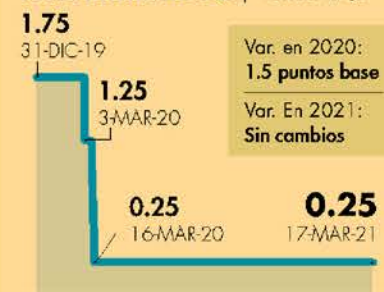 1.75
31-DIC-19
1.25
3-MAR-20
Var. en 2020:
1.5 puntos base
Var. En 2021:
Sin cambios
0.25
16-MAR-20
0.25
17-MAR-21